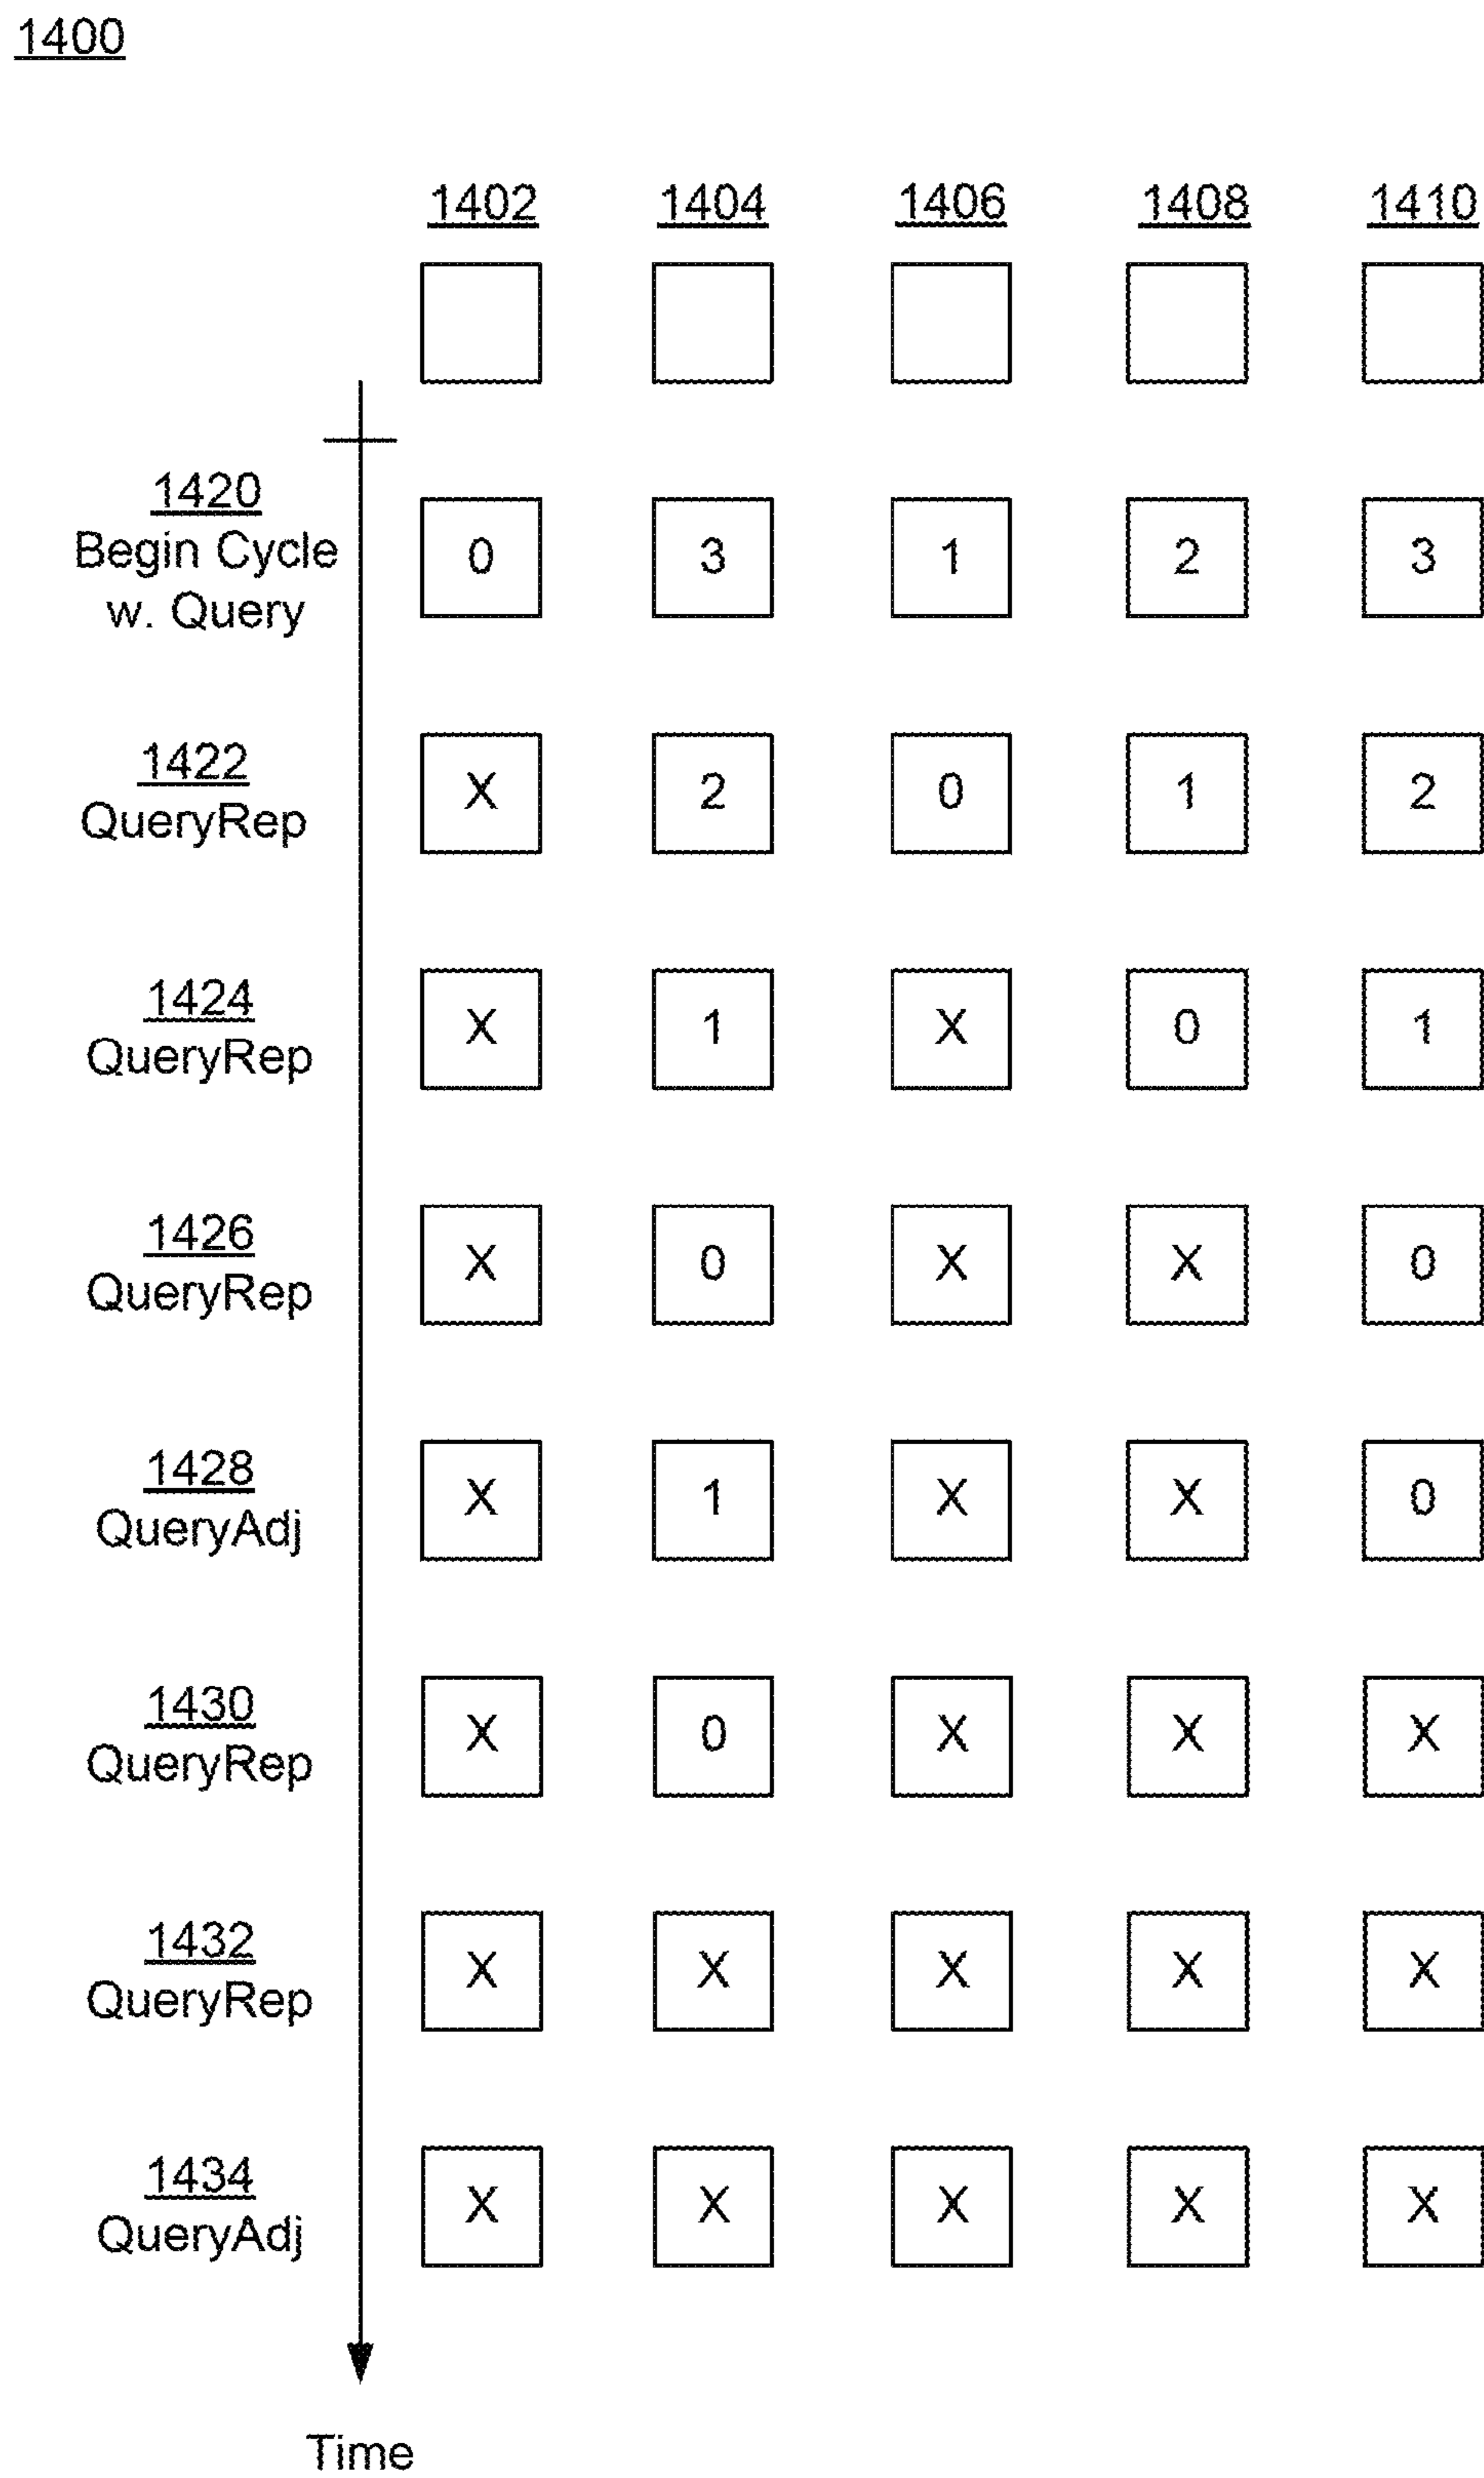 1400
1402 1404 1406 1408 1410
1420
Begin Cycle
w. Query
0 3 1 2 3
1422
QueryRep
X 2 0 1 2
1424
QueryRep
X 1 X 0 1
1426
QueryRep
X 0 X X 0
1428
QueryAdj
X 1 X X 0
1430
QueryRep
X 0 X X X
1432
QueryRep
X X X X X
1434
QueryAdj
X X X X X
Time